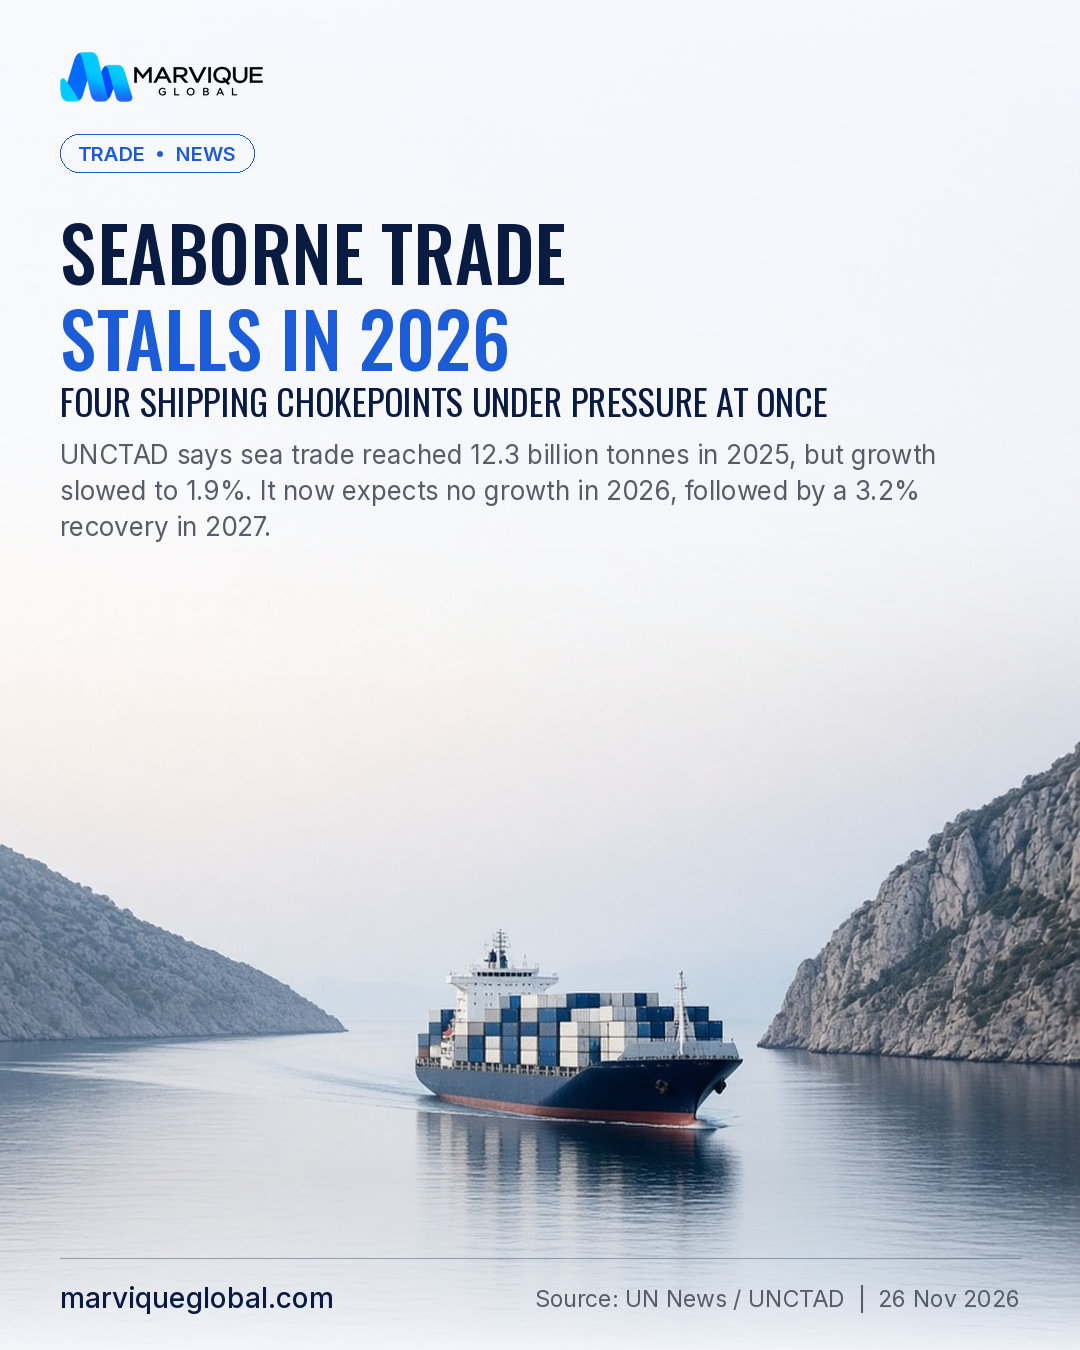 MARVIQUE
GLOBAL
TRADE • NEWS
SEABORNE TRADE
STALLS IN 2026
FOUR SHIPPING CHOKEPOINTS UNDER PRESSURE AT ONCE
UNCTAD says sea trade reached 12.3 billion tonnes in 2025, but growth
slowed to 1.9%. It now expects no growth in 2026, followed by a 3.2%
recovery in 2027.
marviqueglobal.com
Source: UN News / UNCTAD | 26 Nov 2026